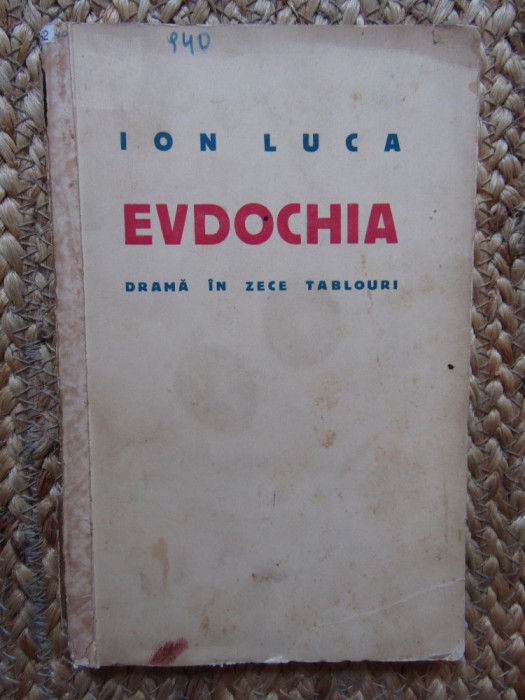 940
ION LUCA
EVDOCHIA
DRAMĂ ÎN ZECE TABLOURI